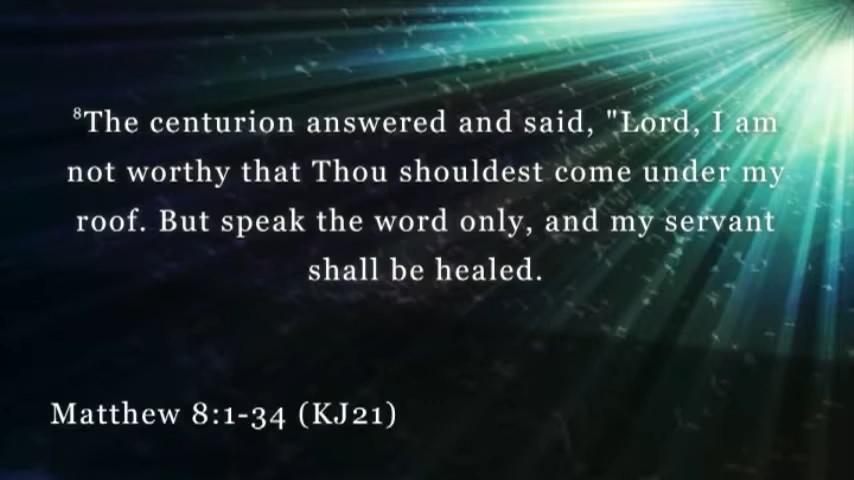 ⁸The centurion answered and said, "Lord, I am
not worthy that Thou shouldest come under my
roof. But speak the word only, and my servant
shall be healed.
Matthew 8:1-34 (KJ21)